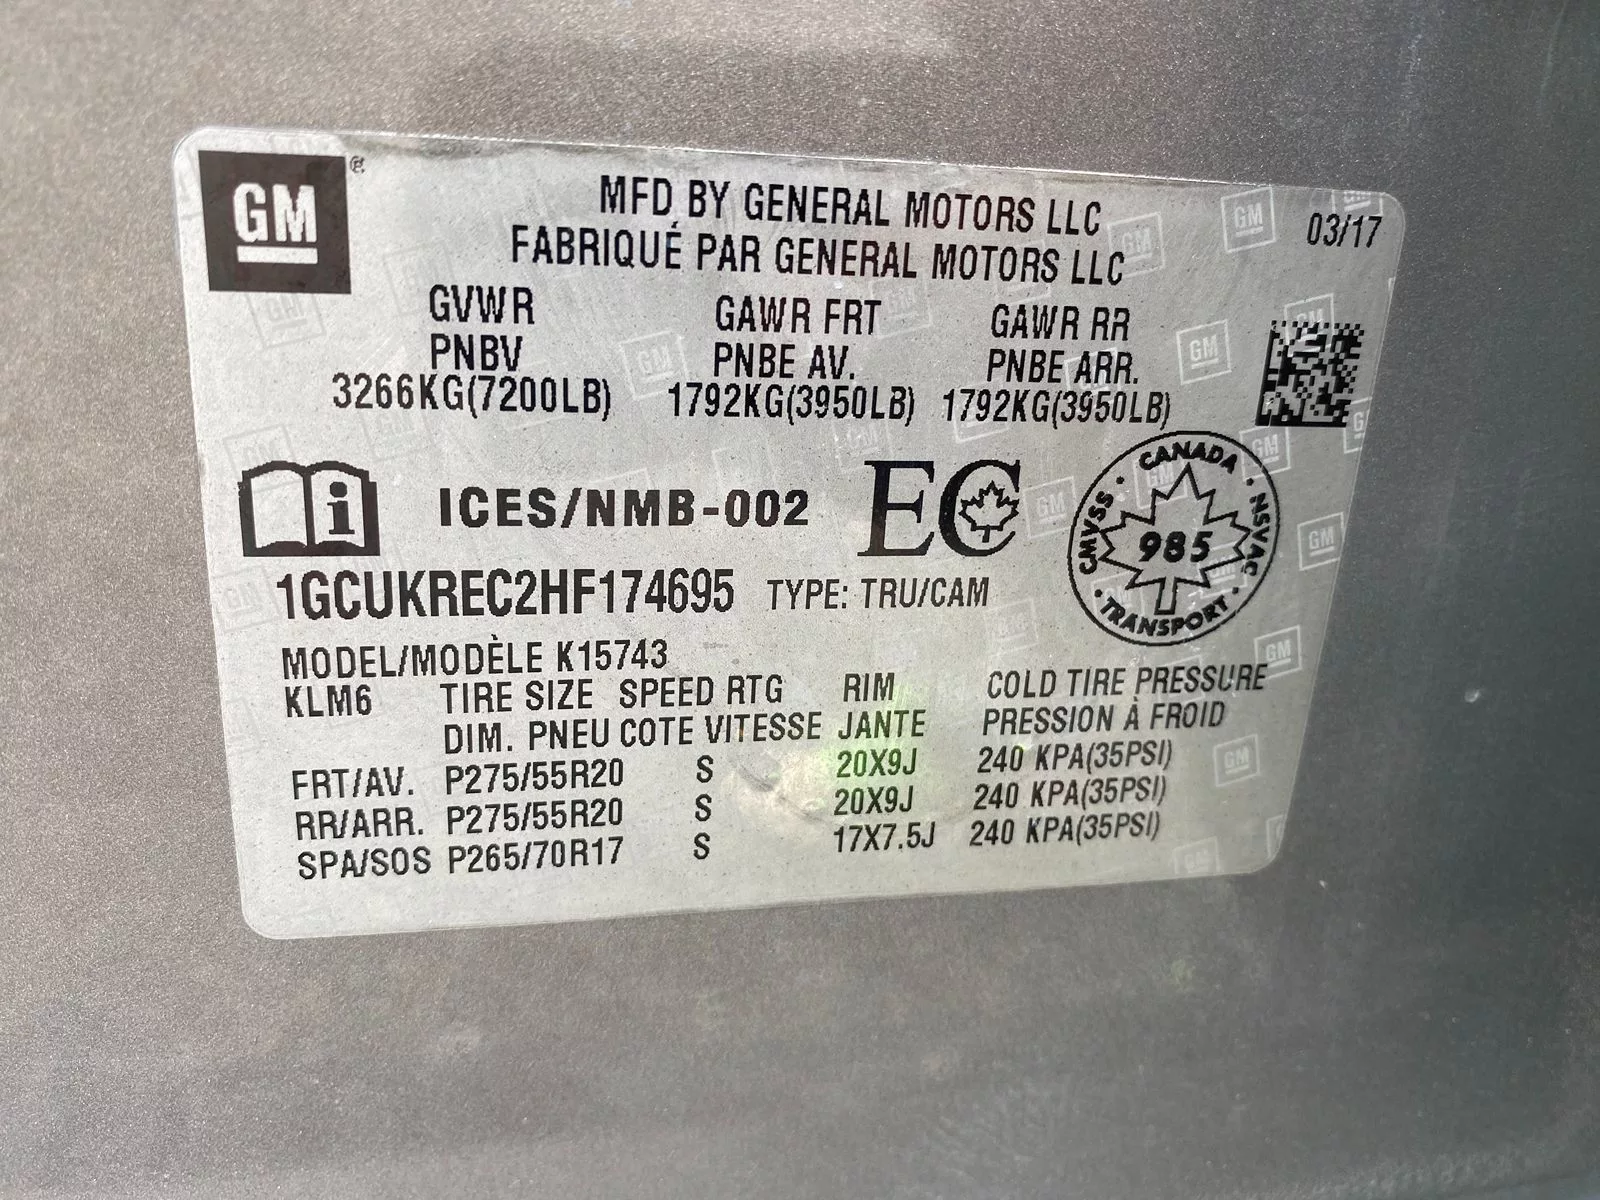 GM ®
MFD BY GENERAL MOTORS LLC
03/17
FABRIQUÉ PAR GENERAL MOTORS LLC
GVWR GAWR FRT GAWR RR
PNBV PNBE AV. PNBE ARR.
3266KG(7200LB) 1792KG(3950LB) 1792KG(3950LB)
i ICES/NMB-002 EC
CANADA · NSVAC · TRANSPORT · CMVSS ·
985
1GCUKREC2HF174695 TYPE: TRU/CAM
MODEL/MODÈLE K15743
KLM6 TIRE SIZE SPEED RTG RIM COLD TIRE PRESSURE
DIM. PNEU COTE VITESSE JANTE PRESSION À FROID
FRT/AV. P275/55R20 S 20X9J 240 KPA(35PSI)
RR/ARR. P275/55R20 S 20X9J 240 KPA(35PSI)
SPA/SOS P265/70R17 S 17X7.5J 240 KPA(35PSI)